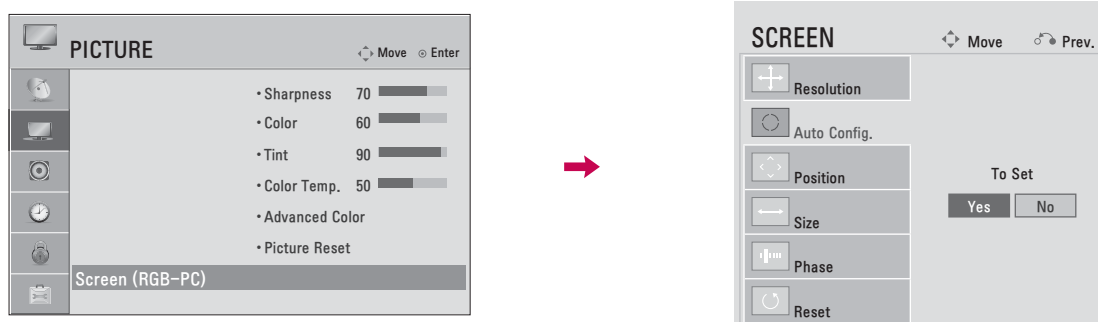 PICTURE
Move Enter
• Sharpness 70
• Color 60
• Tint 90
• Color Temp. 50
• Advanced Color
• Picture Reset
Screen (RGB-PC)
SCREEN
Move Prev.
Resolution
Auto Config.
Position
Size
Phase
Reset
To Set
Yes No